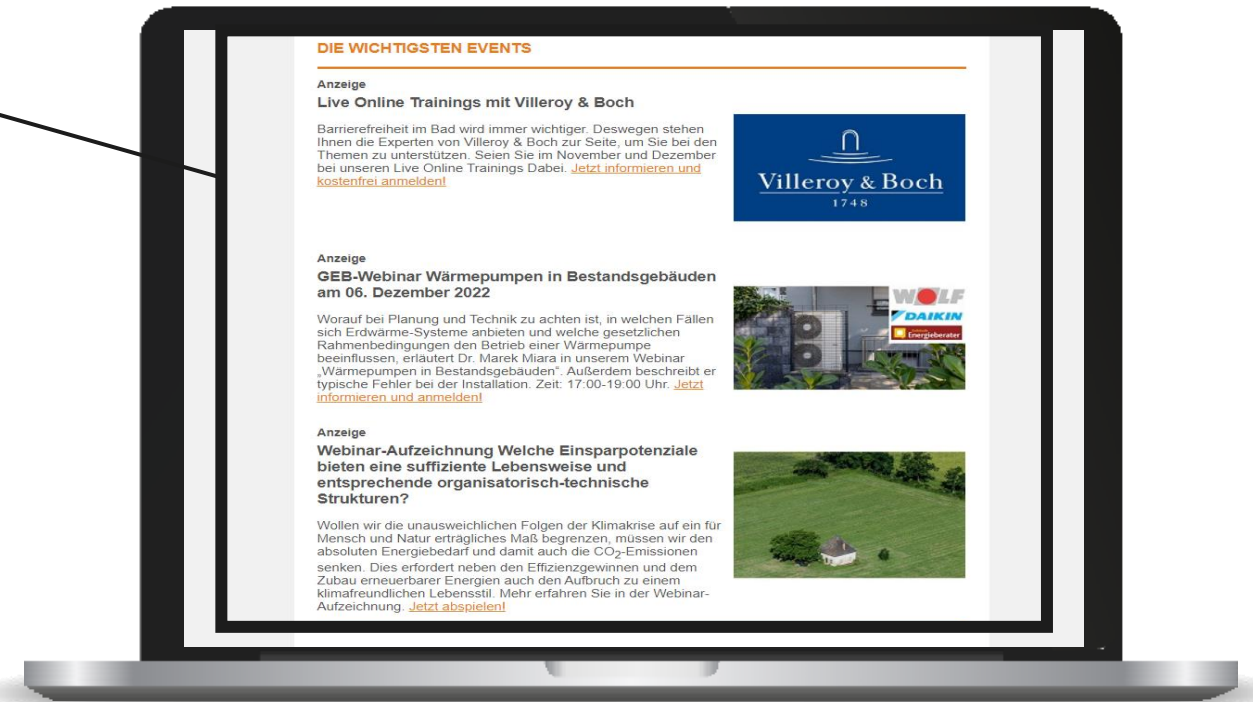 DIE WICHTIGSTEN EVENTS
Anzeige
Live Online Trainings mit Villeroy & Boch
Barrierefreiheit im Bad wird immer wichtiger. Deswegen stehen
Ihnen die Experten von Villeroy & Boch zur Seite, um Sie bei den
Themen zu unterstützen. Seien Sie im November und Dezember
bei unseren Live Online Trainings Dabei. Jetzt informieren und
kostenfrei anmelden!
Villeroy & Boch
1748
Anzeige
GEB-Webinar Wärmepumpen in Bestandsgebäuden
am 06. Dezember 2022
Worauf bei Planung und Technik zu achten ist, in welchen Fällen
sich Erdwärme-Systeme anbieten und welche gesetzlichen
Rahmenbedingungen den Betrieb einer Wärmepumpe
beeinflussen, erläutert Dr. Marek Miara in unserem Webinar
„Wärmepumpen in Bestandsgebäuden“. Außerdem beschreibt er
typische Fehler bei der Installation. Zeit: 17:00-19:00 Uhr. Jetzt
informieren und anmelden!
WOLF
DAIKIN
Energieberater
Anzeige
Webinar-Aufzeichnung Welche Einsparpotenziale
bieten eine suffiziente Lebensweise und
entsprechende organisatorisch-technische
Strukturen?
Wollen wir die unausweichlichen Folgen der Klimakrise auf ein für
Mensch und Natur erträgliches Maß begrenzen, müssen wir den
absoluten Energiebedarf und damit auch die CO₂-Emissionen
senken. Dies erfordert neben den Effizienzgewinnen und dem
Zubau erneuerbarer Energien auch den Aufbruch zu einem
klimafreundlichen Lebensstil. Mehr erfahren Sie in der Webinar-
Aufzeichnung. Jetzt abspielen!